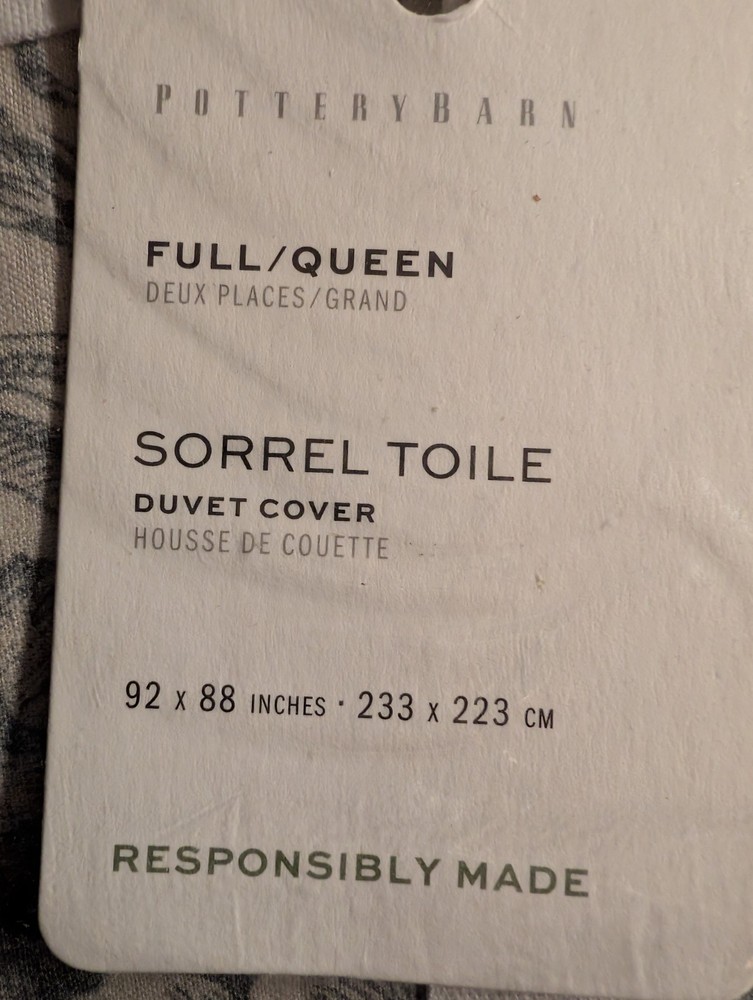 POTTERYBARN
FULL/QUEEN
DEUX PLACES/GRAND
SORREL TOILE
DUVET COVER
HOUSSE DE COUETTE
92 X 88 INCHES · 233 X 223 CM
RESPONSIBLY MADE